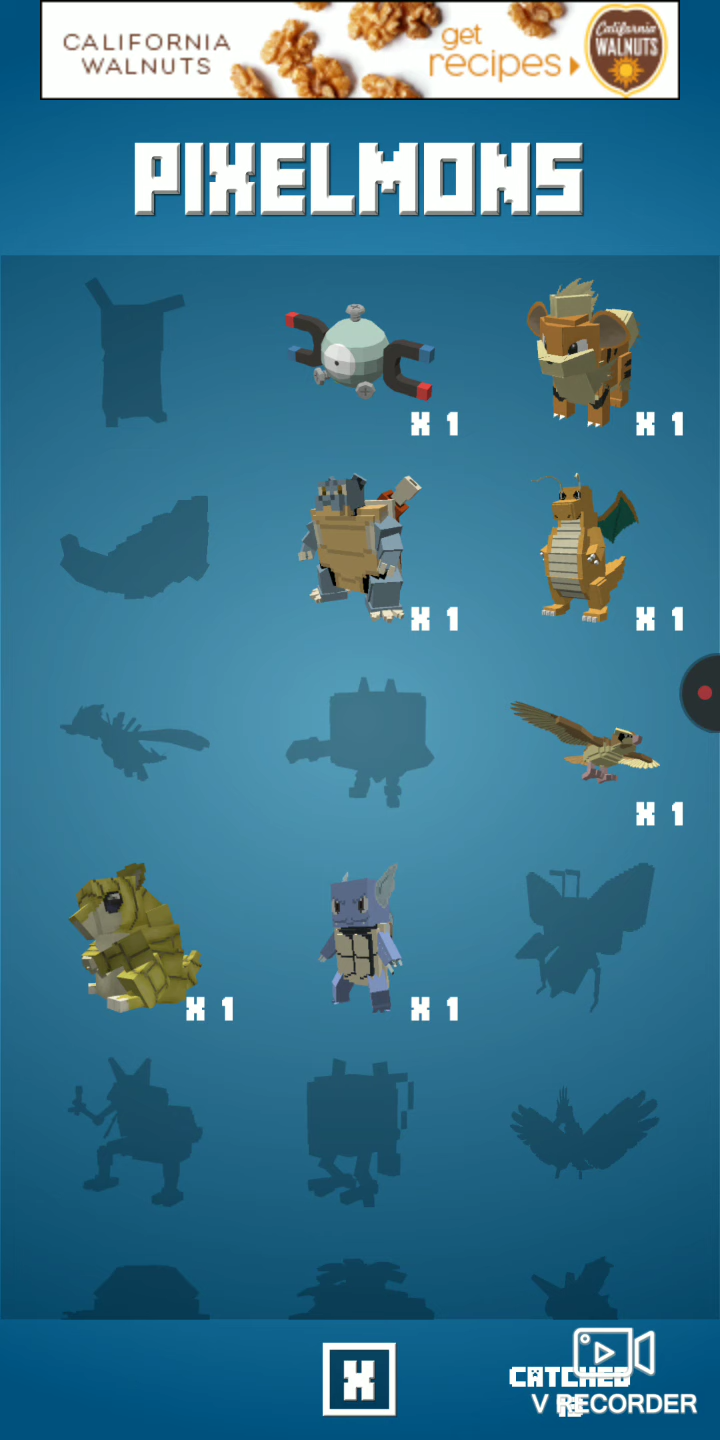 CALIFORNIA
WALNUTS
get
recipes
California
WALNUTS
PIXELMONS
X 1
X 1
X 1
X 1
X 1
X 1
X 1
X
CATCHED
V RECORDER